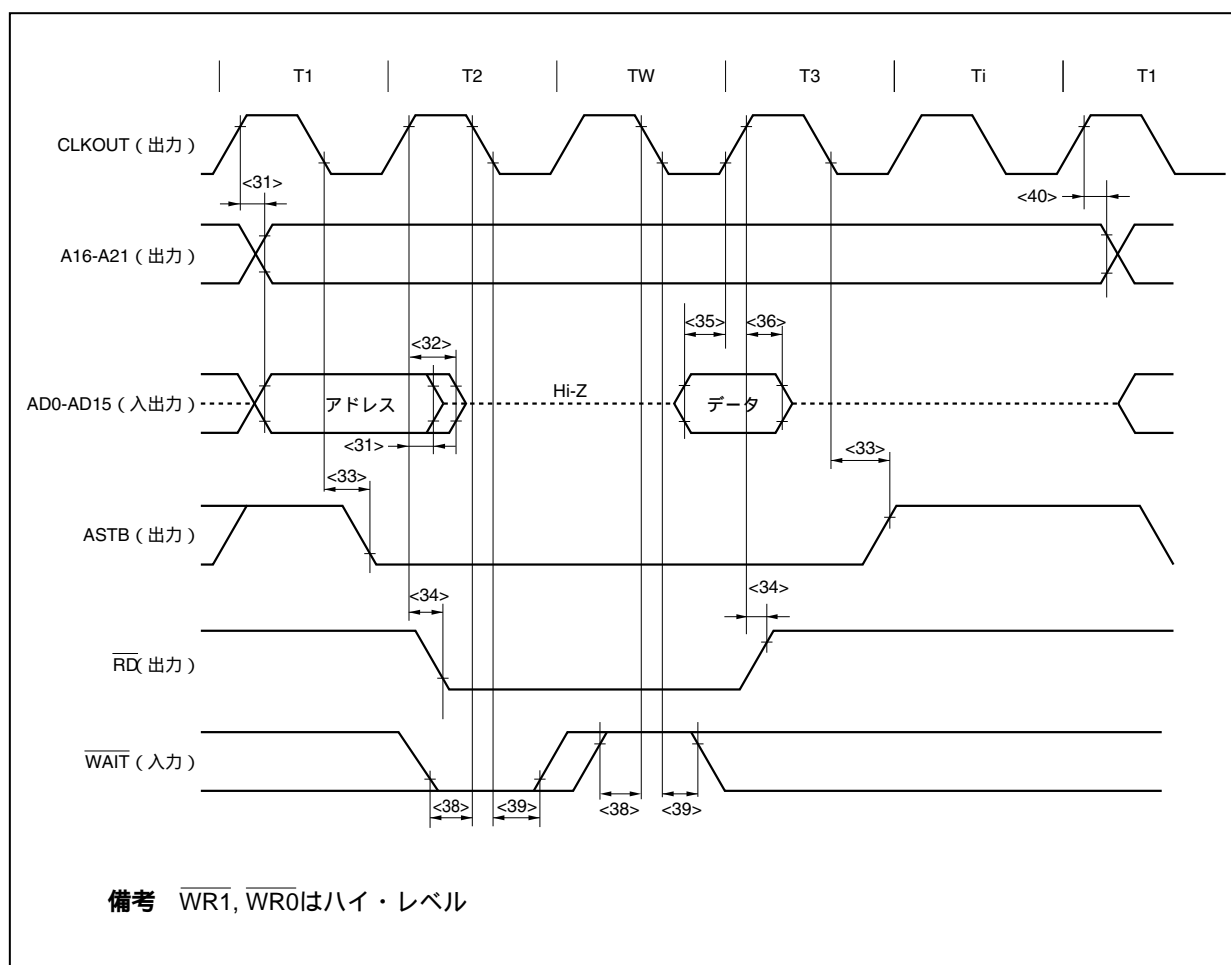 T1 T2 TW T3 Ti T1
CLKOUT（出力）
<31>
<40>
A16-A21（出力）
<35> <36>
<32>
AD0-AD15（入出力）
アドレス
Hi-Z
データ
<31>
<33>
<33>
ASTB（出力）
<34>
<34>
RD（出力）
WAIT（入力）
<38> <39> <38> <39>
備考 WR1, WR0はハイ・レベル